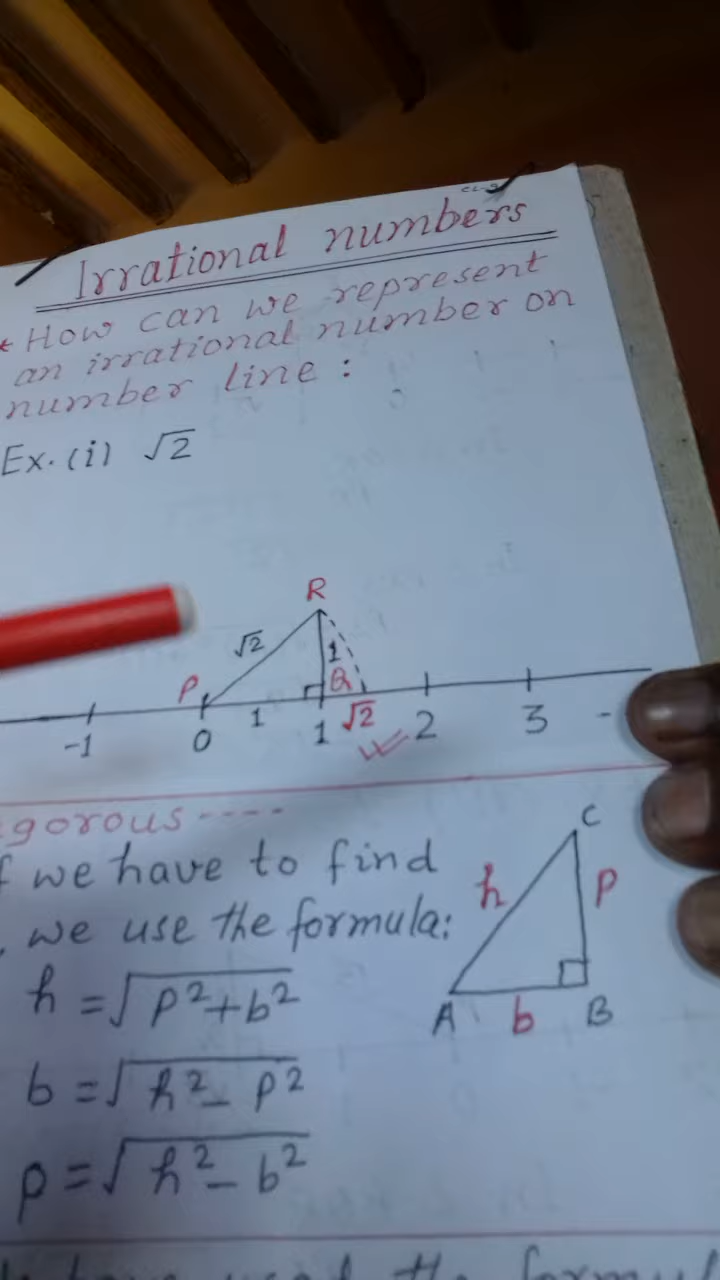 Irrational numbers
* How can we represent
an irrational number on
number line :
Ex. (i) √2
R
√2
1
P
Q
-1 0 1 1 √2 2 3
gorous ----
we have to find
we use the formula:
h = √p²+b²
b = √h²- p²
p = √h²- b²
C
h
p
A b B
used the